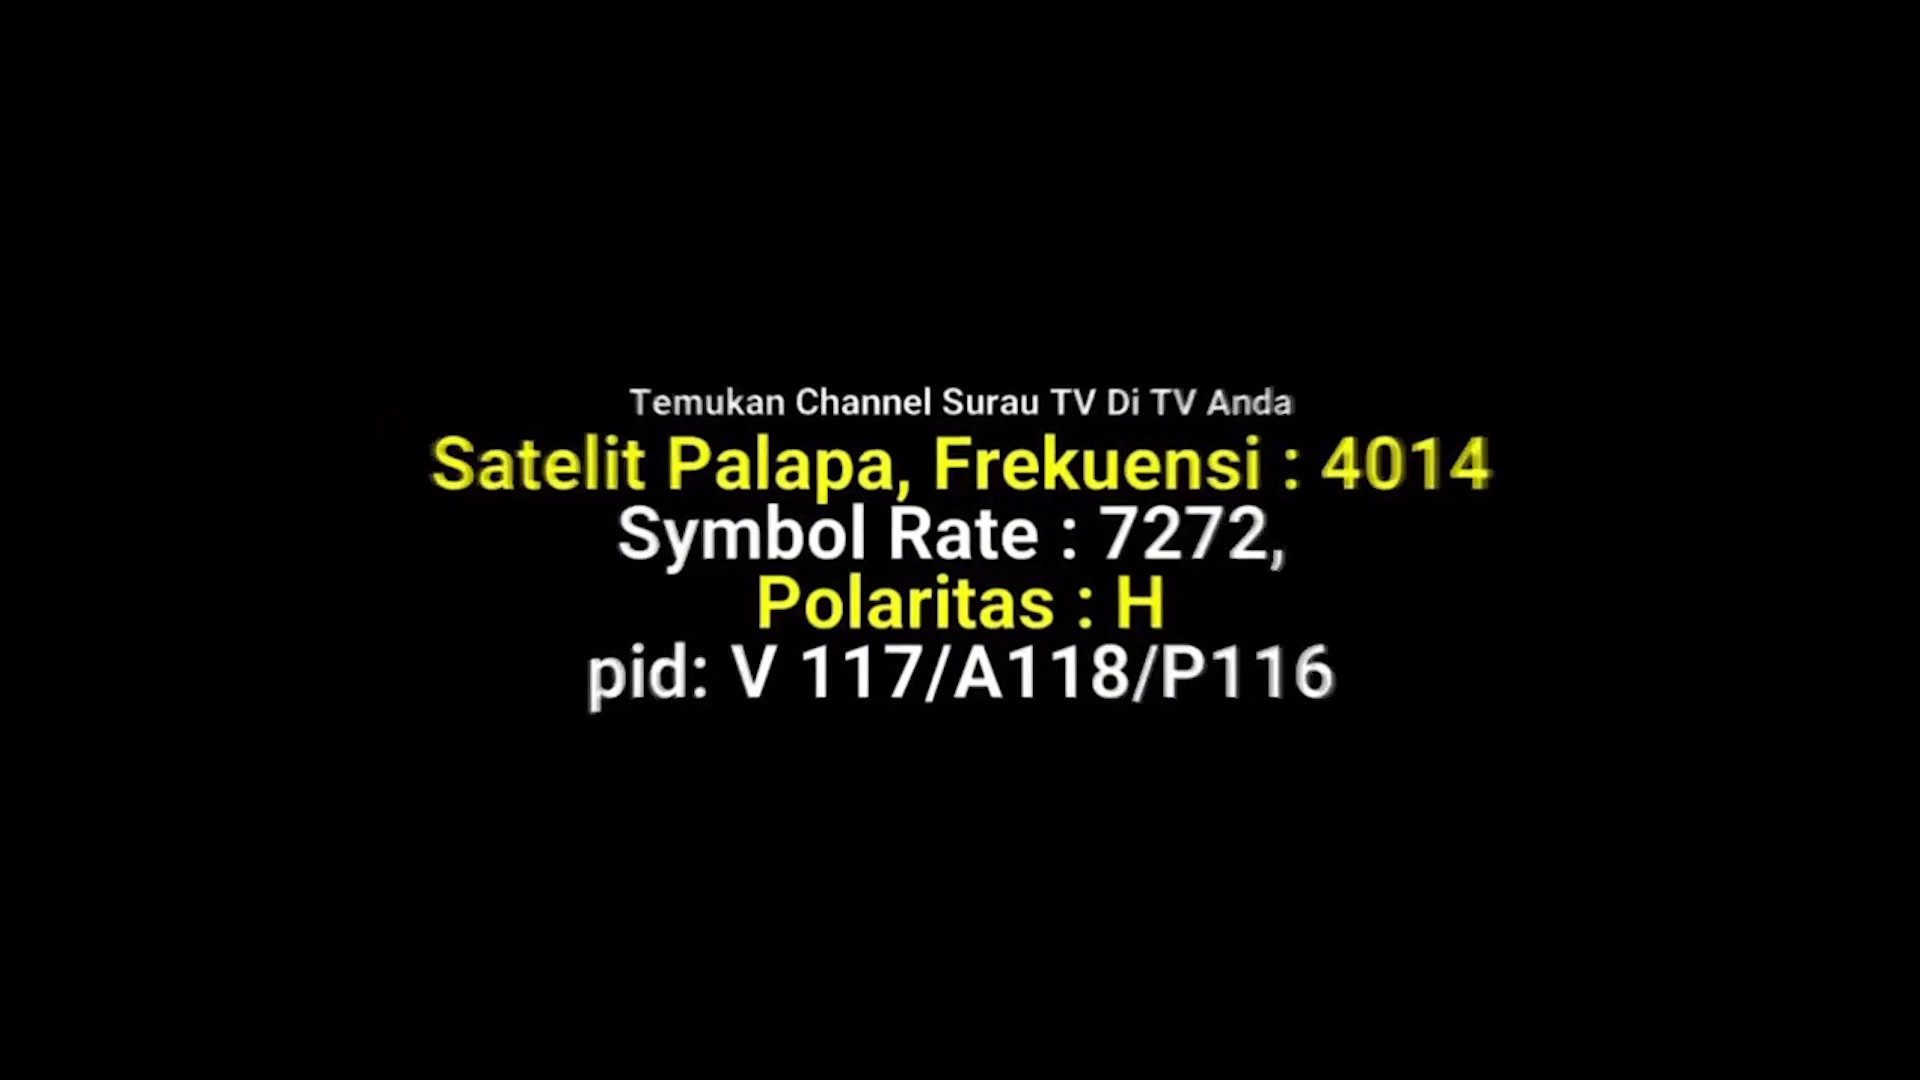 Temukan Channel Surau TV Di TV Anda
Satelit Palapa, Frekuensi : 4014
Symbol Rate : 7272,
Polaritas : H
pid: V 117/A118/P116